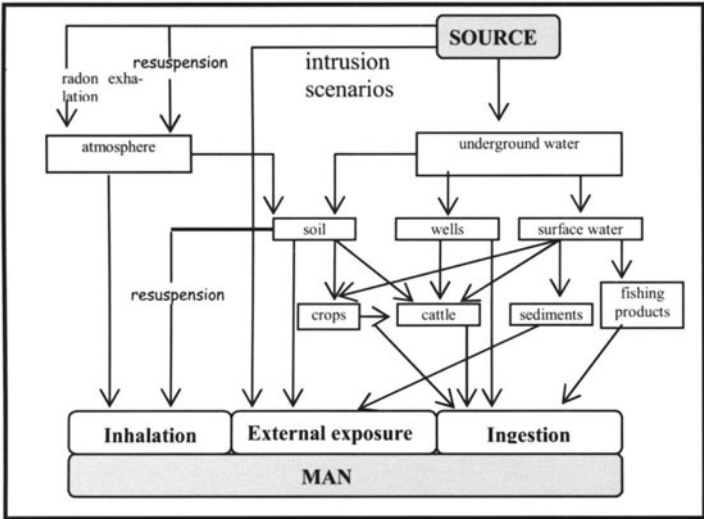 SOURCE
resuspension
radon exha-
lation
intrusion
scenarios
atmosphere
underground water
soil
wells
surface water
resuspension
crops
cattle
sediments
fishing
products
Inhalation
External exposure
Ingestion
MAN